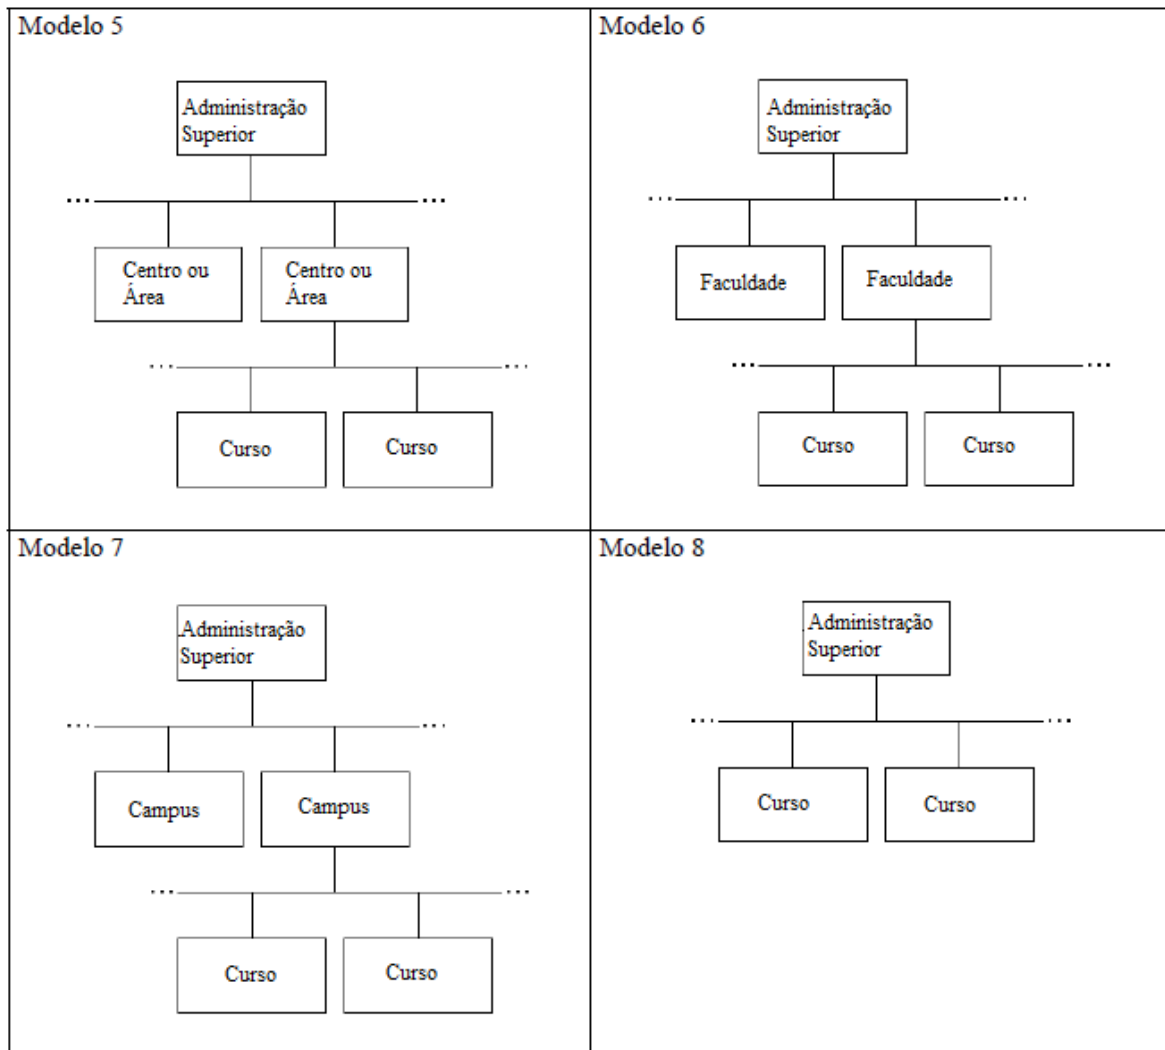 Modelo 5
Administração
Superior
...
...
Centro ou
Área
Centro ou
Área
...
...
Curso
Curso
Modelo 6
Administração
Superior
...
...
Faculdade
Faculdade
...
...
Curso
Curso
Modelo 7
Administração
Superior
...
...
Campus
Campus
...
...
Curso
Curso
Modelo 8
Administração
Superior
...
...
Curso
Curso